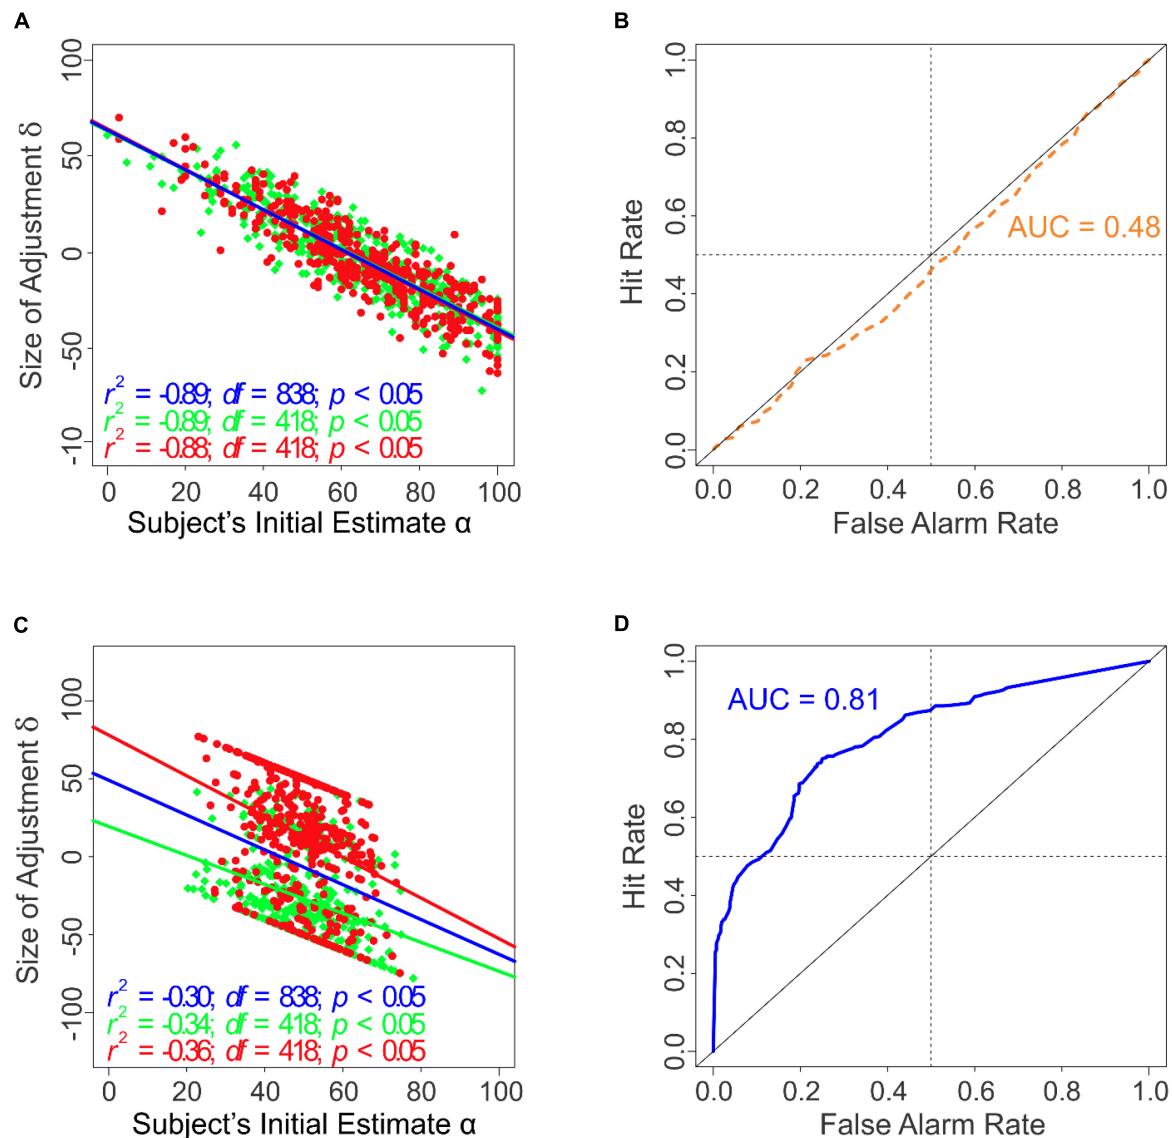 A
100
50
0
-50
-10
Size of Adjustment δ
r² = -0.89; df = 838; p < 0.05
r² = -0.89; df = 418; p < 0.05
r² = -0.88; df = 418; p < 0.05
0 20 40 60 80 100
Subject's Initial Estimate α
B
1.0
0.8
0.6
0.4
0.2
0.0
Hit Rate
AUC = 0.48
0.0 0.2 0.4 0.6 0.8 1.0
False Alarm Rate
C
100
50
0
-50
-100
Size of Adjustment δ
r² = -0.30; df = 838; p < 0.05
r² = -0.34; df = 418; p < 0.05
r² = -0.36; df = 418; p < 0.05
0 20 40 60 80 100
Subject's Initial Estimate α
D
1.0
0.8
0.6
0.4
0.2
0.0
Hit Rate
AUC = 0.81
0.0 0.2 0.4 0.6 0.8 1.0
False Alarm Rate